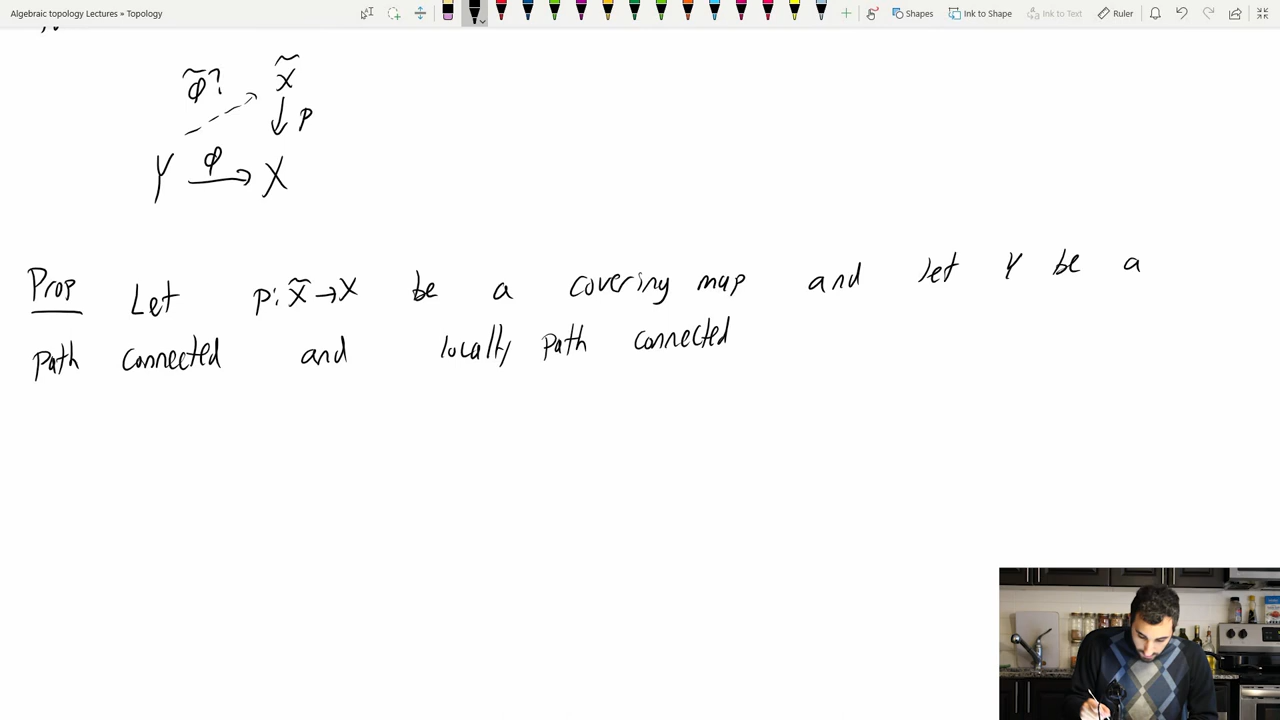 Algebraic topology Lectures » Topology
Shapes
Ink to Shape
Ink to Text
Ruler
φ̃? X̃
↓ p
Y φ→ X
Prop Let p: X̃ → X be a covering map and let Y be a
path connected and locally path connected